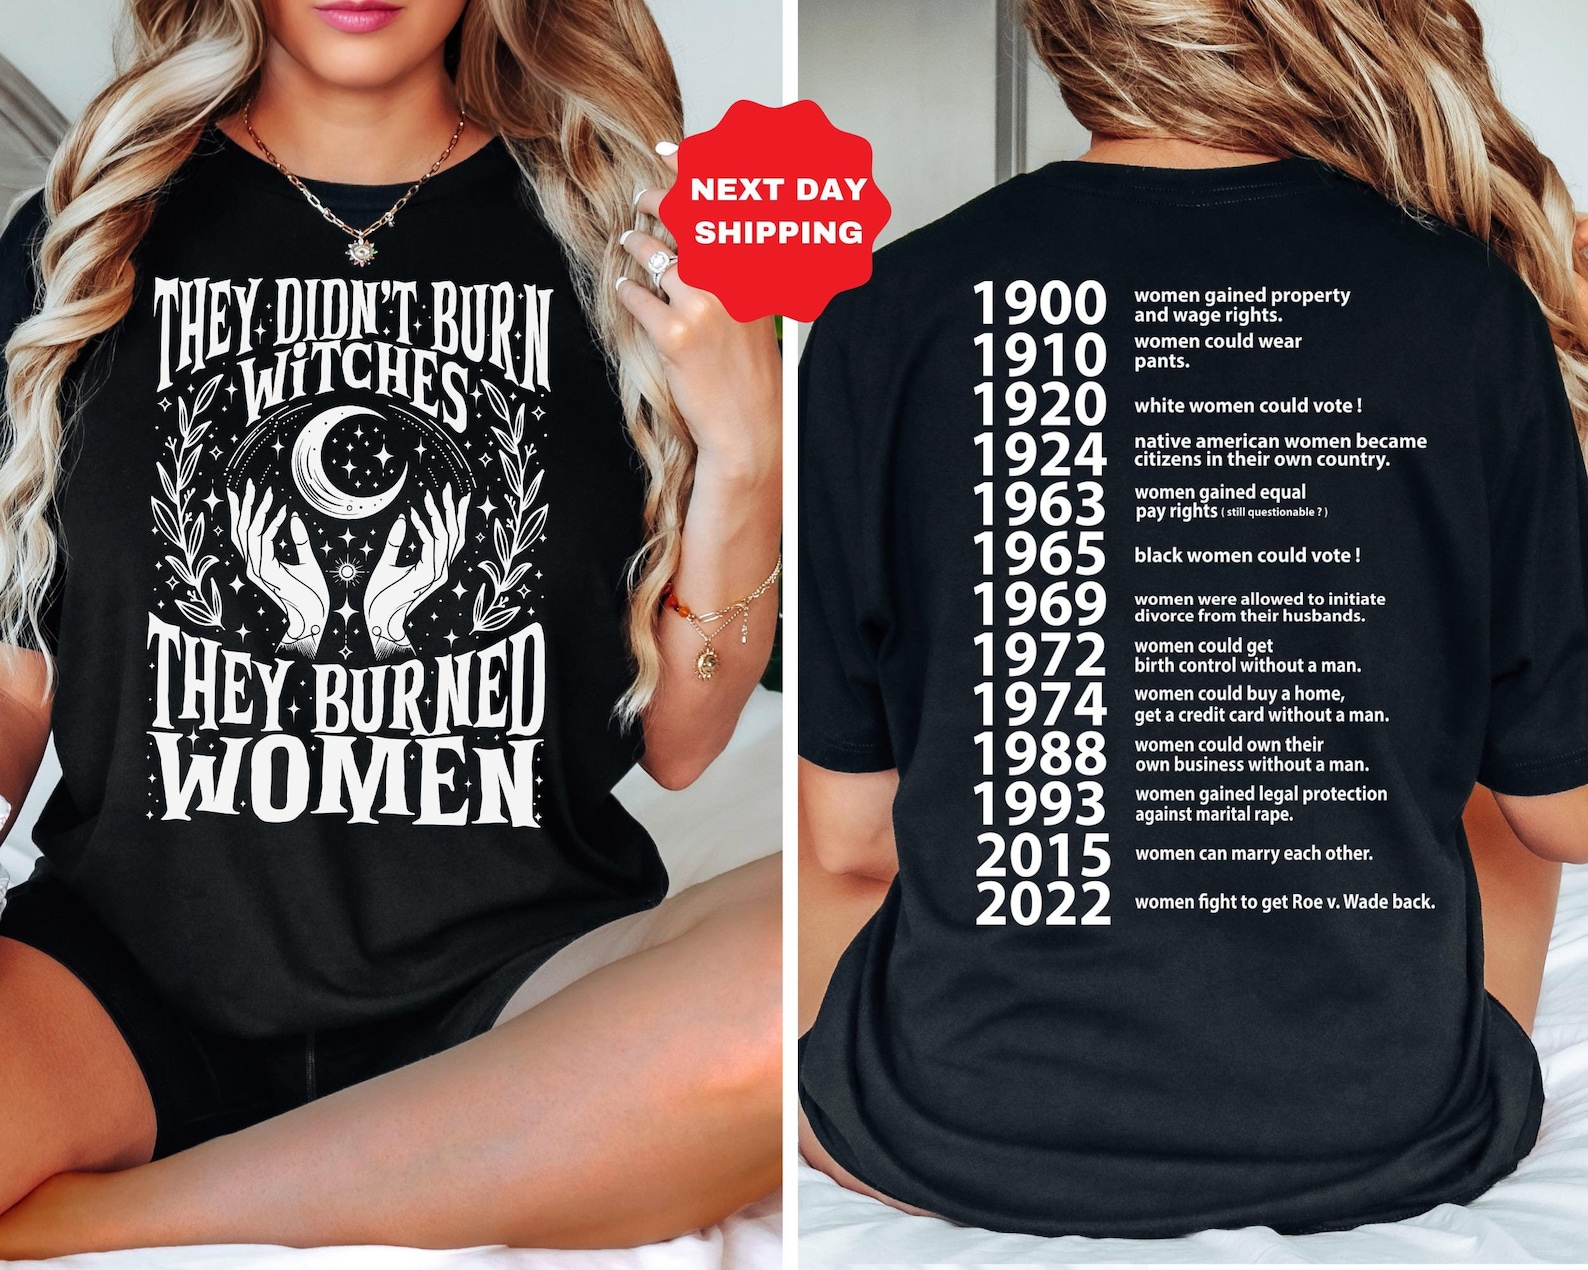 THEY DIDN'T BURN
WiTCHES
THEY BURNED
WOMEN
NEXT DAY
SHIPPING
1900 women gained property
and wage rights.
1910 women could wear
pants.
1920 white women could vote !
1924 native american women became
citizens in their own country.
1963 women gained equal
pay rights ( still questionable ? )
1965 black women could vote !
1969 women were allowed to initiate
divorce from their husbands.
1972 women could get
birth control without a man.
1974 women could buy a home,
get a credit card without a man.
1988 women could own their
own business without a man.
1993 women gained legal protection
against marital rape.
2015 women can marry each other.
2022 women fight to get Roe v. Wade back.